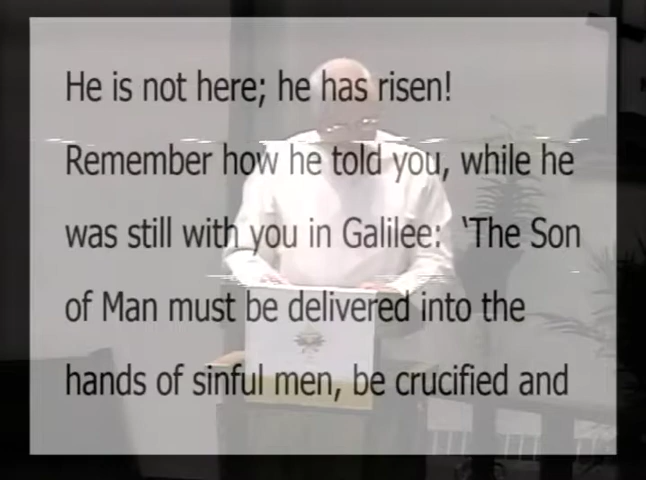 He is not here; he has risen!
Remember how he told you, while he
was still with you in Galilee:  ‘The Son
of Man must be delivered into the
hands of sinful men, be crucified and